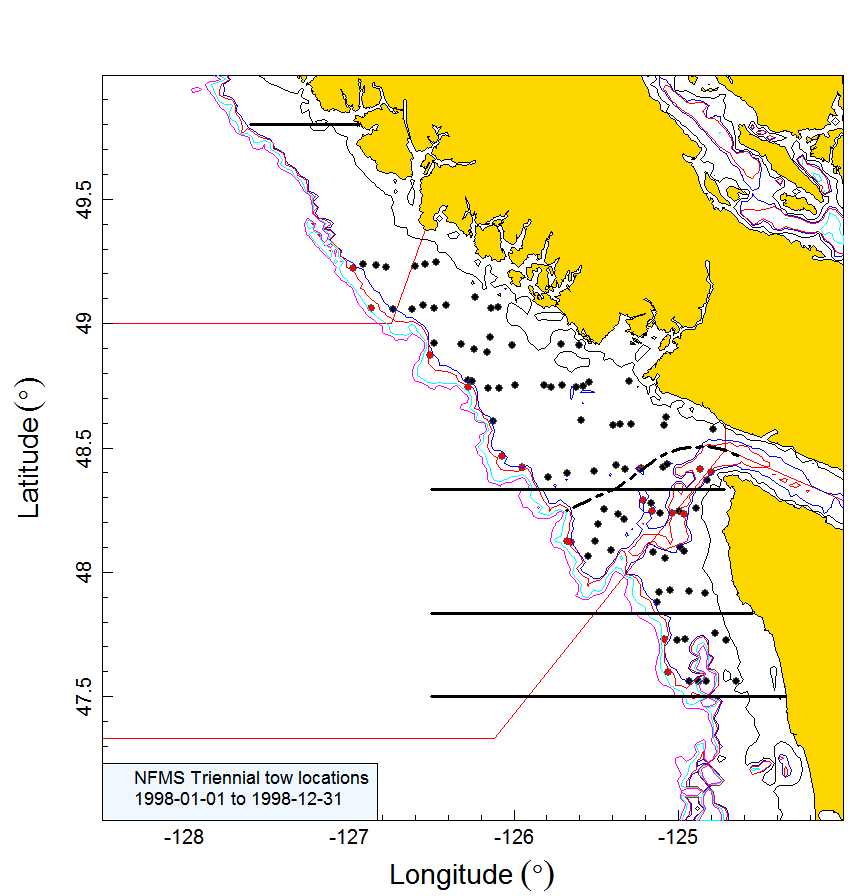 49.5
49
48.5
48
47.5
Latitude (°)
NFMS Triennial tow locations
1998-01-01 to 1998-12-31
-128
-127
-126
-125
Longitude (°)